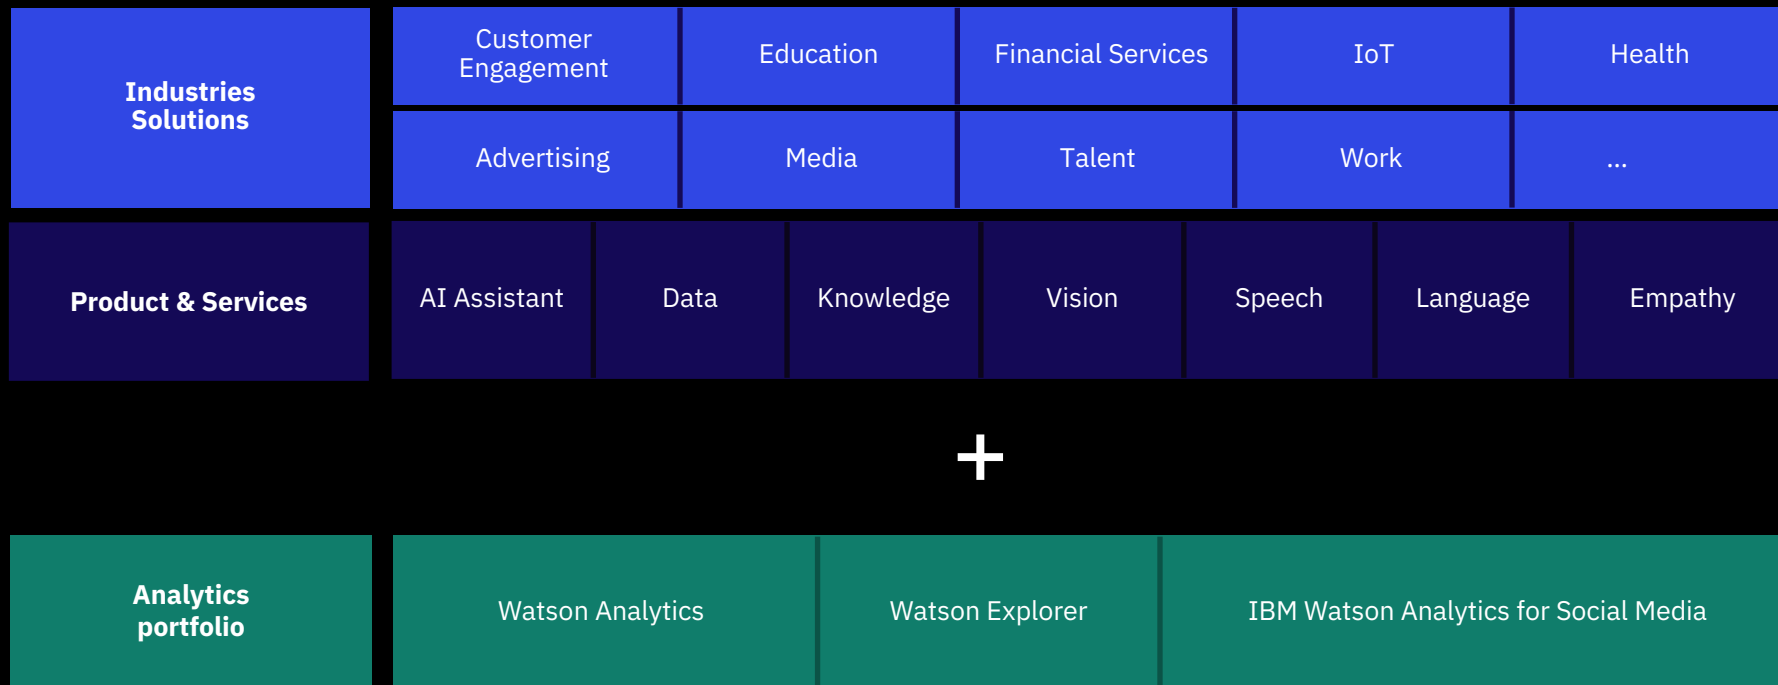 Industries
Solutions
Customer
Engagement
Education
Financial Services
IoT
Health
Advertising
Media
Talent
Work
...
Product & Services
AI Assistant
Data
Knowledge
Vision
Speech
Language
Empathy
+
Analytics
portfolio
Watson Analytics
Watson Explorer
IBM Watson Analytics for Social Media